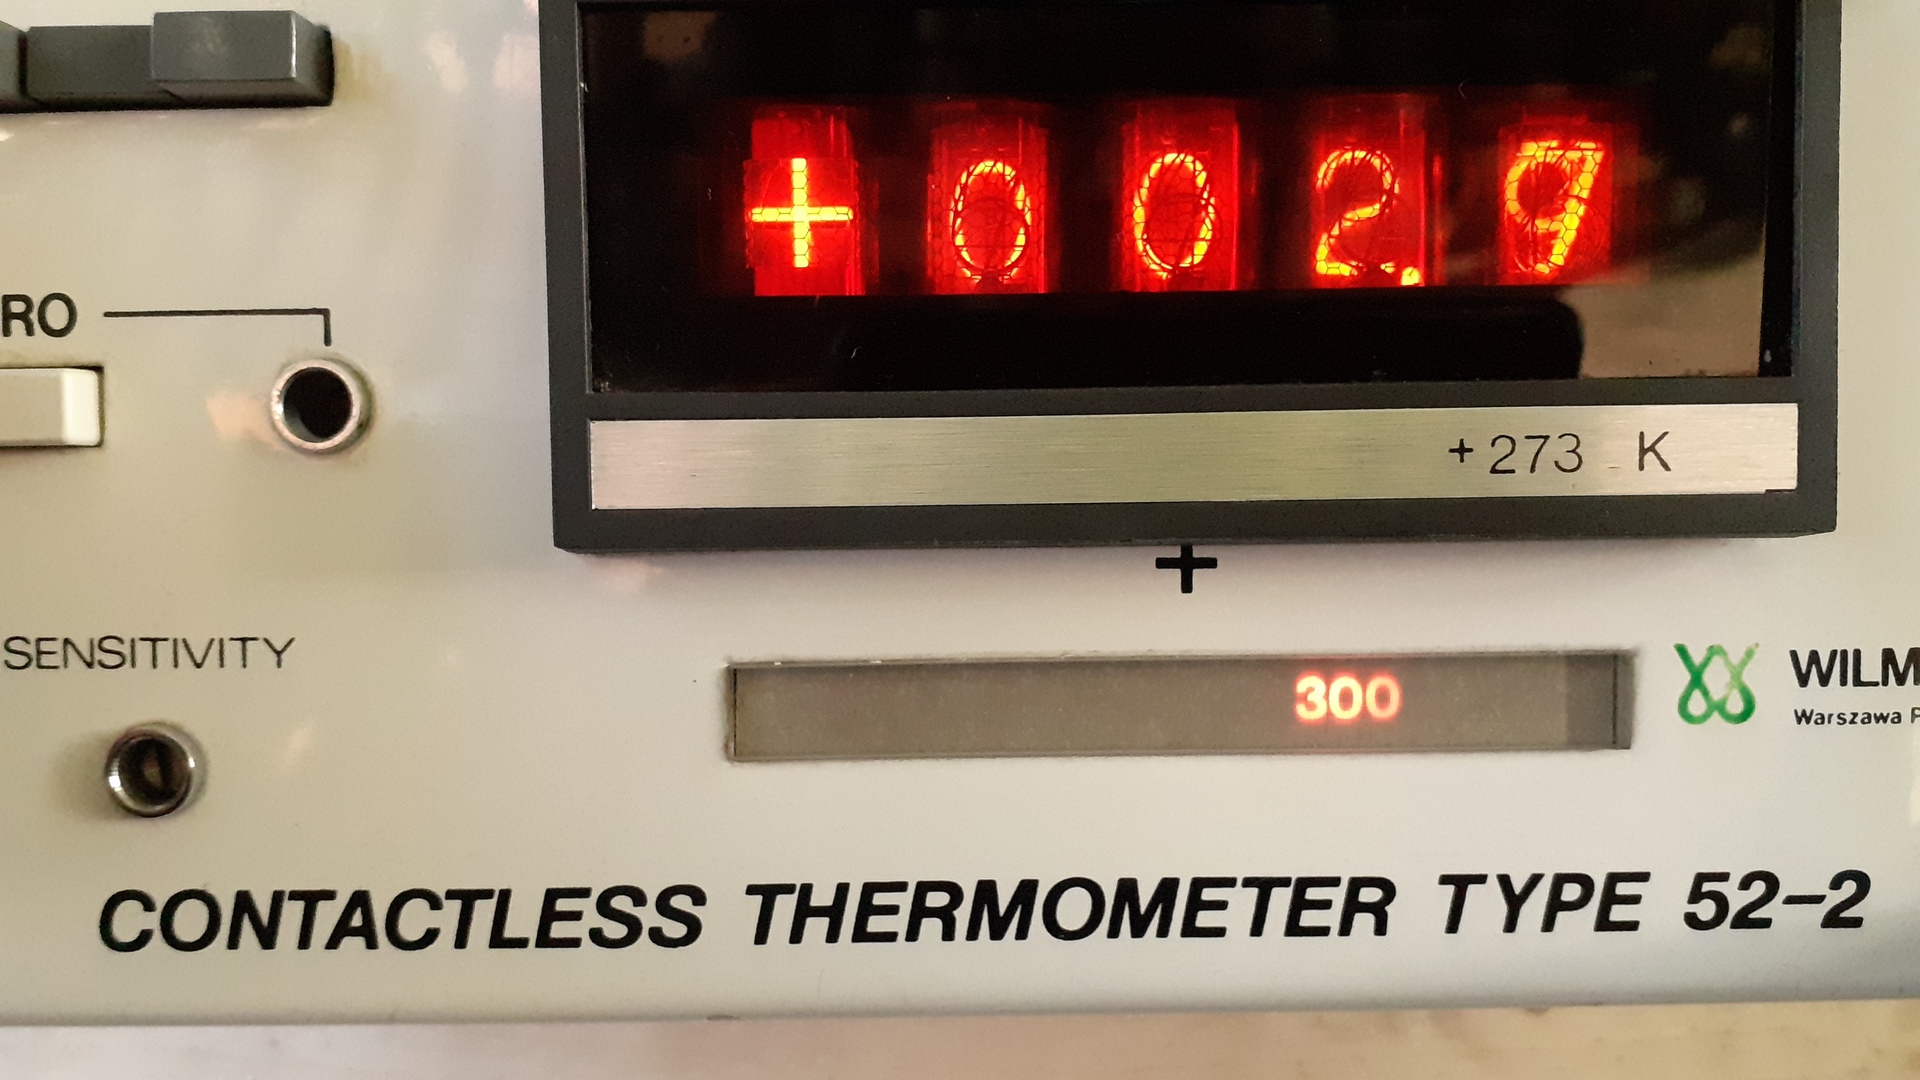 +002.9
RO
+273 K
+
SENSITIVITY
300
WILM
Warszawa P
CONTACTLESS THERMOMETER TYPE 52-2